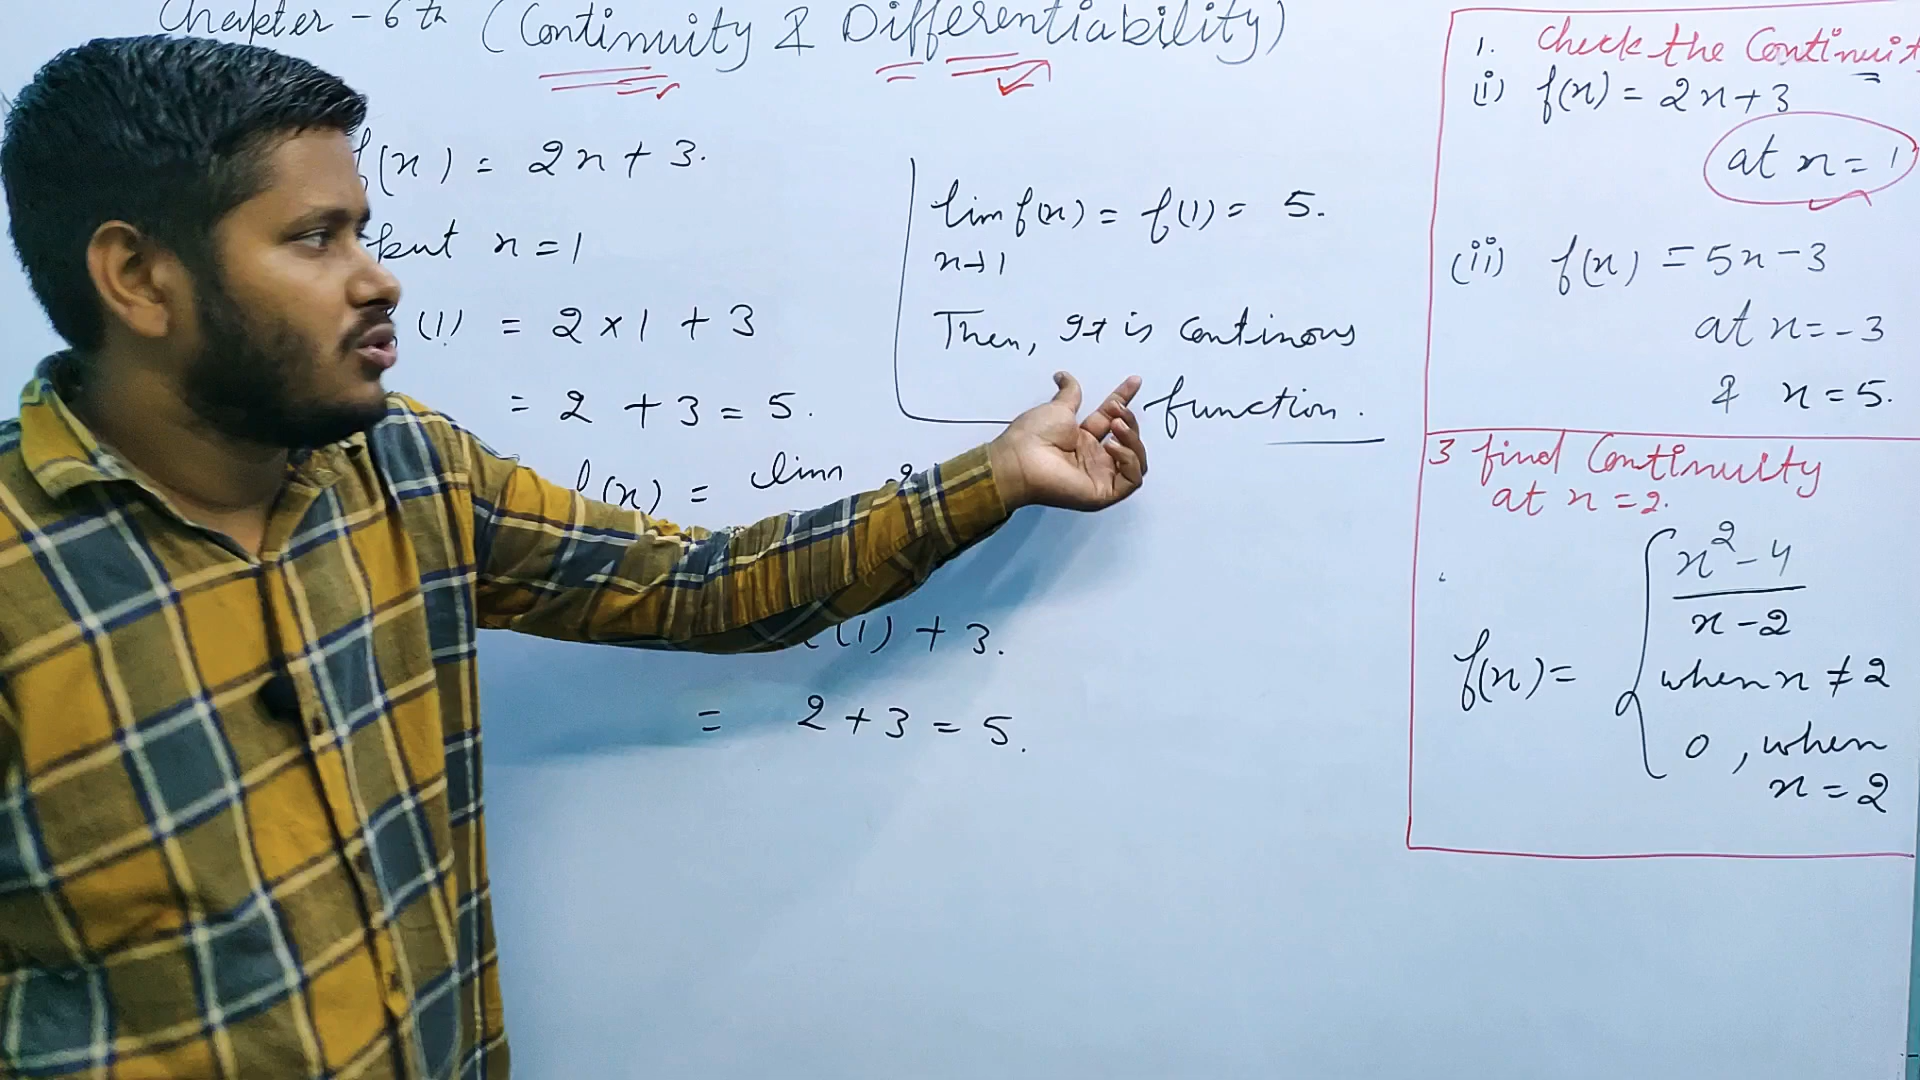 Chapter - 6th (Continuity & Differentiability)
f(x) = 2x + 3.
put x = 1
(1) = 2 × 1 + 3
= 2 + 3 = 5.
f(x) = lim 2
(1) + 3.
= 2 + 3 = 5.
lim f(x) = f(1) = 5.
x→1
Then, It is continous
function.
1. Check the Continuit
(i) f(x) = 2x + 3
at x = 1
(ii) f(x) = 5x - 3
at x = -3
& x = 5.
3 find Continuity
at x = 2.
x² - 4
x - 2
f(x) = { when x ≠ 2
0, when
x = 2